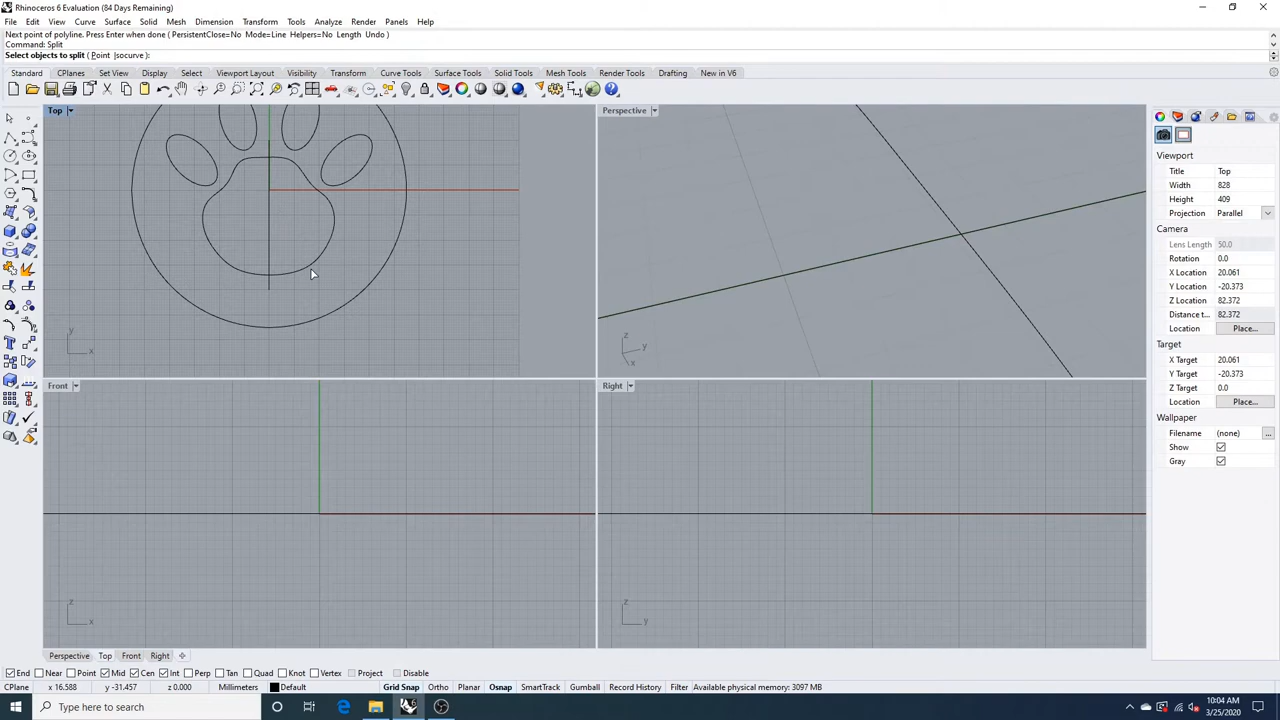 Rhinoceros 6 Evaluation (84 Days Remaining)
File Edit View Curve Surface Solid Mesh Dimension Transform Tools Analyze Render Panels Help
Next point of polyline. Press Enter when done ( PersistentClose=No Mode=Line Helpers=No Length Undo )
Command: Split
Select objects to split ( Point Isocurve):
Standard CPlanes Set View Display Select Viewport Layout Visibility Transform Curve Tools Surface Tools Solid Tools Mesh Tools Render Tools Drafting New in V6
Top
Perspective
Viewport
Title Top
Width 828
Height 409
Projection Parallel
Camera
Lens Length 50.0
Rotation 0.0
X Location 20.061
Y Location -20.373
Z Location 82.372
Distance t... 82.372
Location Place...
Target
X Target 20.061
Y Target -20.373
Z Target 0.0
Location Place...
Wallpaper
Filename (none) ...
Show
Gray
y
x
z
y
x
Front
Right
z
x
z
y
Perspective Top Front Right
End Near Point Mid Cen Int Perp Tan Quad Knot Vertex Project Disable
CPlane x 16.588 y -31.457 z 0.000 Millimeters Default Grid Snap Ortho Planar Osnap SmartTrack Gumball Record History Filter Available physical memory: 3097 MB
Type here to search
10:04 AM
3/25/2020